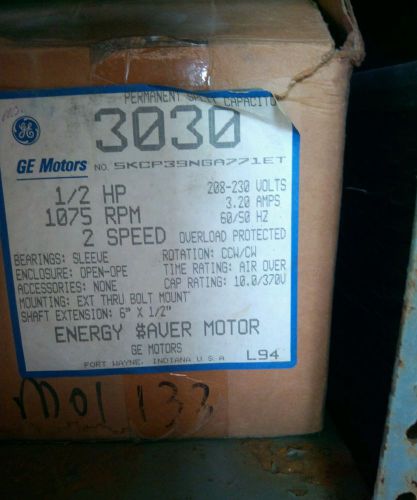 PERMANENT SPLIT CAPACITO
GE
3030
GE Motors
NO. 5KCP39NGA771ET
1/2 HP
208-230 VOLTS
1075 RPM
3.20 AMPS
60/50 HZ
2 SPEED
OVERLOAD PROTECTED
BEARINGS: SLEEVE
ROTATION: CCW/CW
ENCLOSURE: OPEN-OPE
TIME RATING: AIR OVER
ACCESSORIES: NONE
CAP RATING: 10.0/370V
MOUNTING: EXT THRU BOLT MOUNT
SHAFT EXTENSION: 6" X 1/2"
ENERGY $AVER MOTOR
GE MOTORS
FORT WAYNE, INDIANA U.S.A
L94
MO1 133